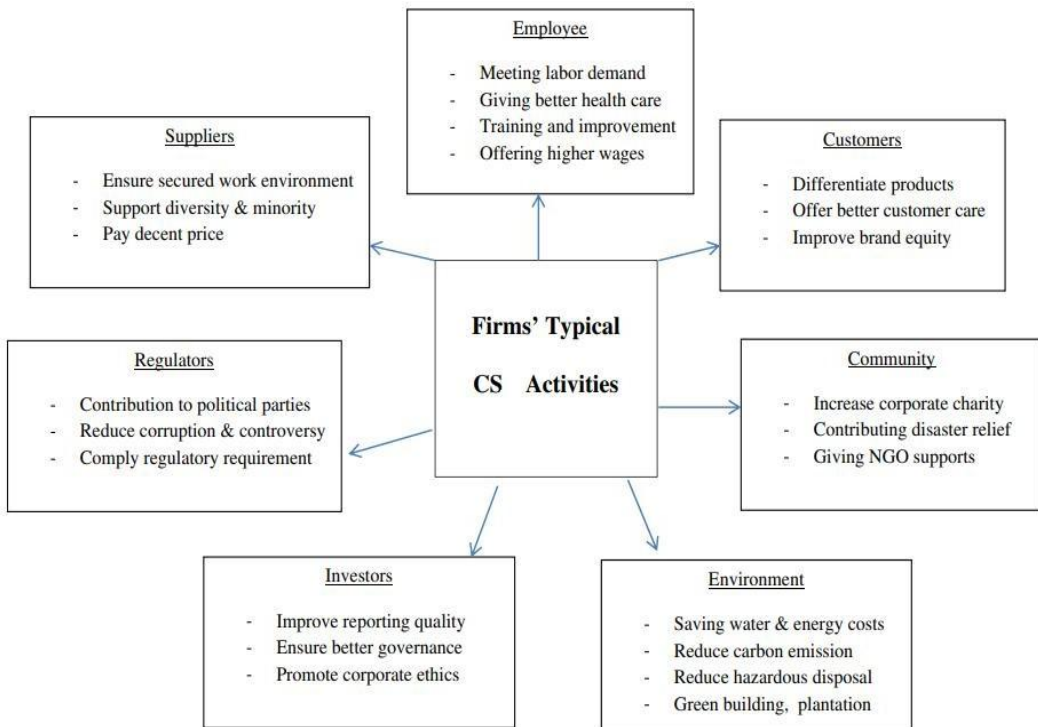 Employee
- Meeting labor demand
- Giving better health care
- Training and improvement
- Offering higher wages
Suppliers
- Ensure secured work environment
- Support diversity & minority
- Pay decent price
Customers
- Differentiate products
- Offer better customer care
- Improve brand equity
Firms’ Typical
CS Activities
Regulators
- Contribution to political parties
- Reduce corruption & controversy
- Comply regulatory requirement
Community
- Increase corporate charity
- Contributing disaster relief
- Giving NGO supports
Investors
- Improve reporting quality
- Ensure better governance
- Promote corporate ethics
Environment
- Saving water & energy costs
- Reduce carbon emission
- Reduce hazardous disposal
- Green building, plantation